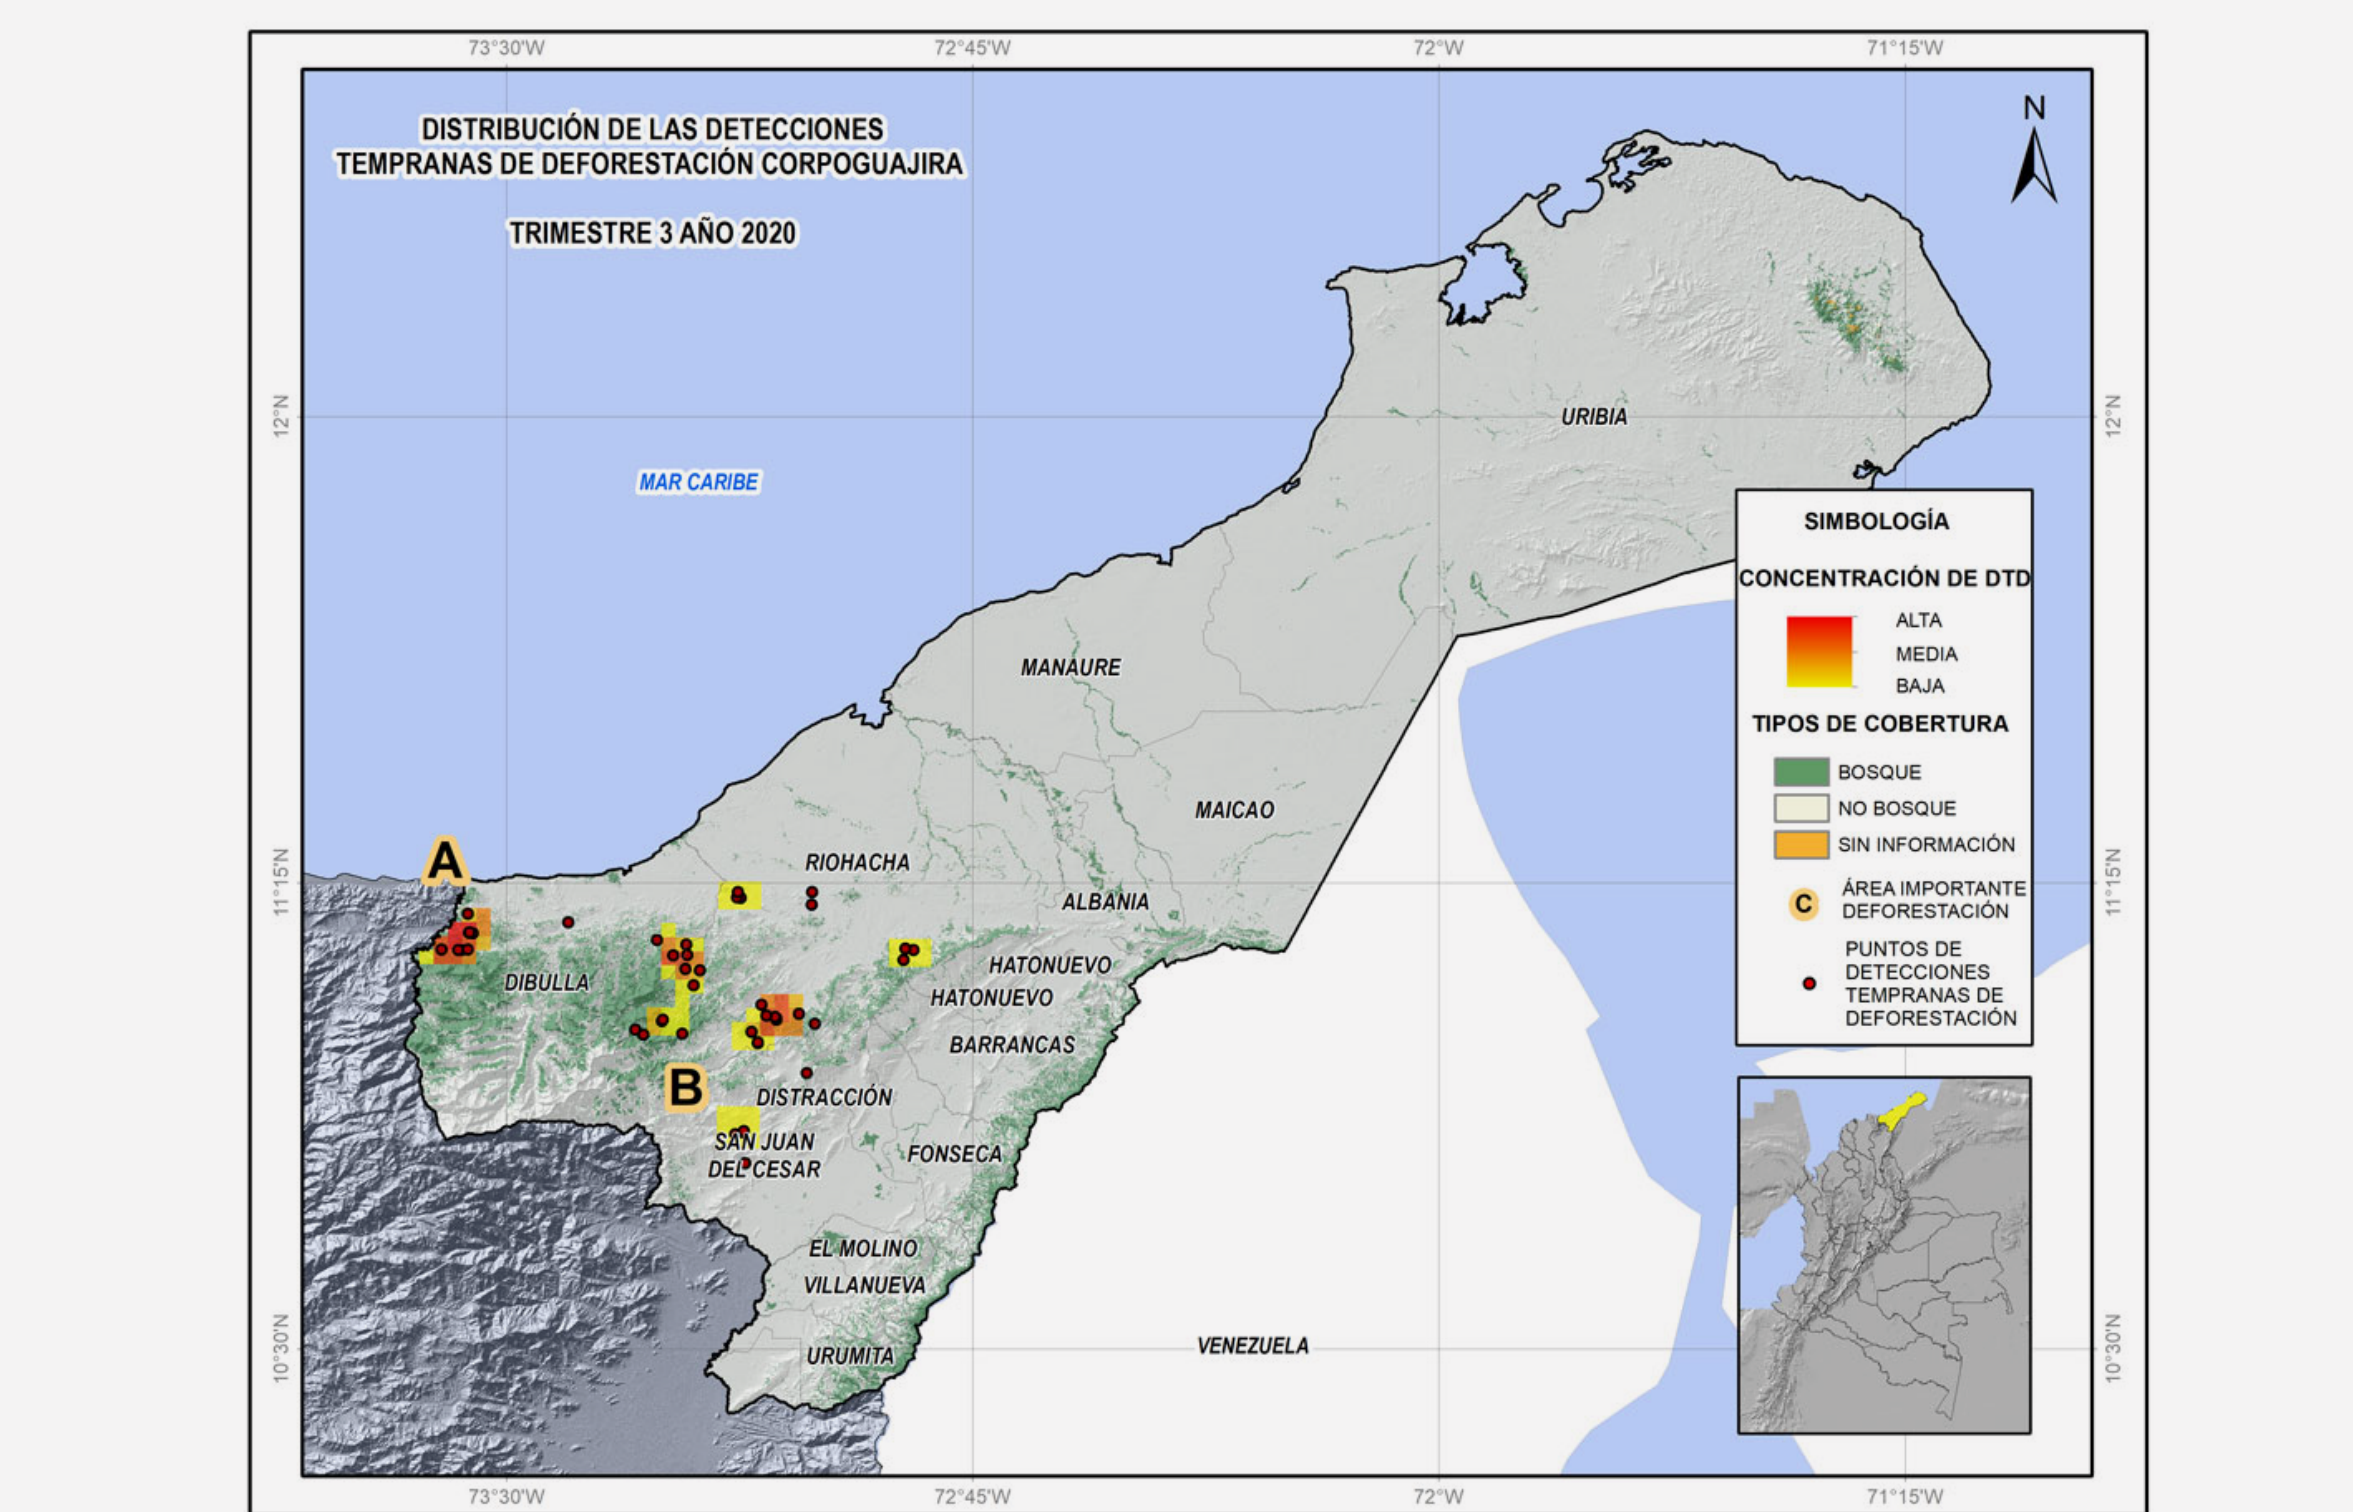 73°30'W
72°45'W
72°W
71°15'W
DISTRIBUCIÓN DE LAS DETECCIONES
TEMPRANAS DE DEFORESTACIÓN CORPOGUAJIRA
TRIMESTRE 3 AÑO 2020
N
12°N
12°N
URIBIA
MAR CARIBE
SIMBOLOGÍA
CONCENTRACIÓN DE DTD
ALTA
MEDIA
BAJA
TIPOS DE COBERTURA
BOSQUE
NO BOSQUE
SIN INFORMACIÓN
C
ÁREA IMPORTANTE
DEFORESTACIÓN
PUNTOS DE
DETECCIONES
TEMPRANAS DE
DEFORESTACIÓN
MANAURE
MAICAO
A
RIOHACHA
11°15'N
11°15'N
ALBANIA
HATONUEVO
DIBULLA
HATONUEVO
BARRANCAS
B
DISTRACCIÓN
SAN JUAN
DEL CESAR
FONSECA
EL MOLINO
VILLANUEVA
URUMITA
VENEZUELA
10°30'N
10°30'N
73°30'W
72°45'W
72°W
71°15'W